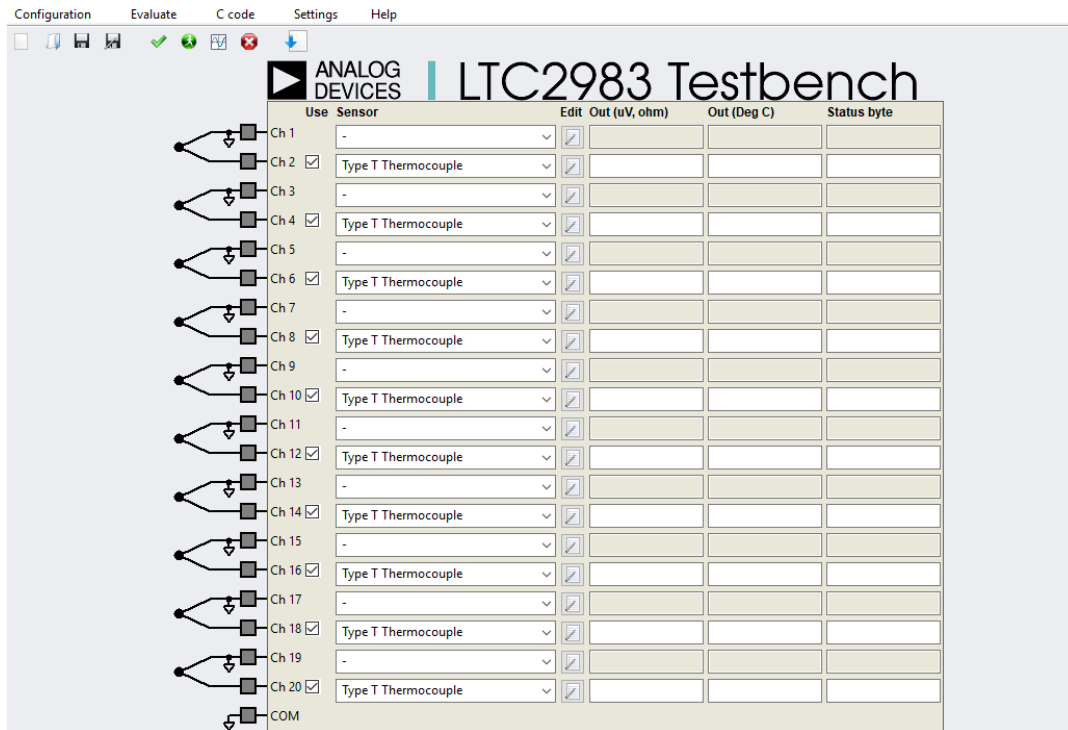 Configuration Evaluate C code Settings Help
ANALOG
DEVICES
LTC2983 Testbench
Use Sensor Edit Out (uV, ohm) Out (Deg C) Status byte
Ch 1 -
Ch 2 Type T Thermocouple
Ch 3 -
Ch 4 Type T Thermocouple
Ch 5 -
Ch 6 Type T Thermocouple
Ch 7 -
Ch 8 Type T Thermocouple
Ch 9 -
Ch 10 Type T Thermocouple
Ch 11 -
Ch 12 Type T Thermocouple
Ch 13 -
Ch 14 Type T Thermocouple
Ch 15 -
Ch 16 Type T Thermocouple
Ch 17 -
Ch 18 Type T Thermocouple
Ch 19 -
Ch 20 Type T Thermocouple
COM